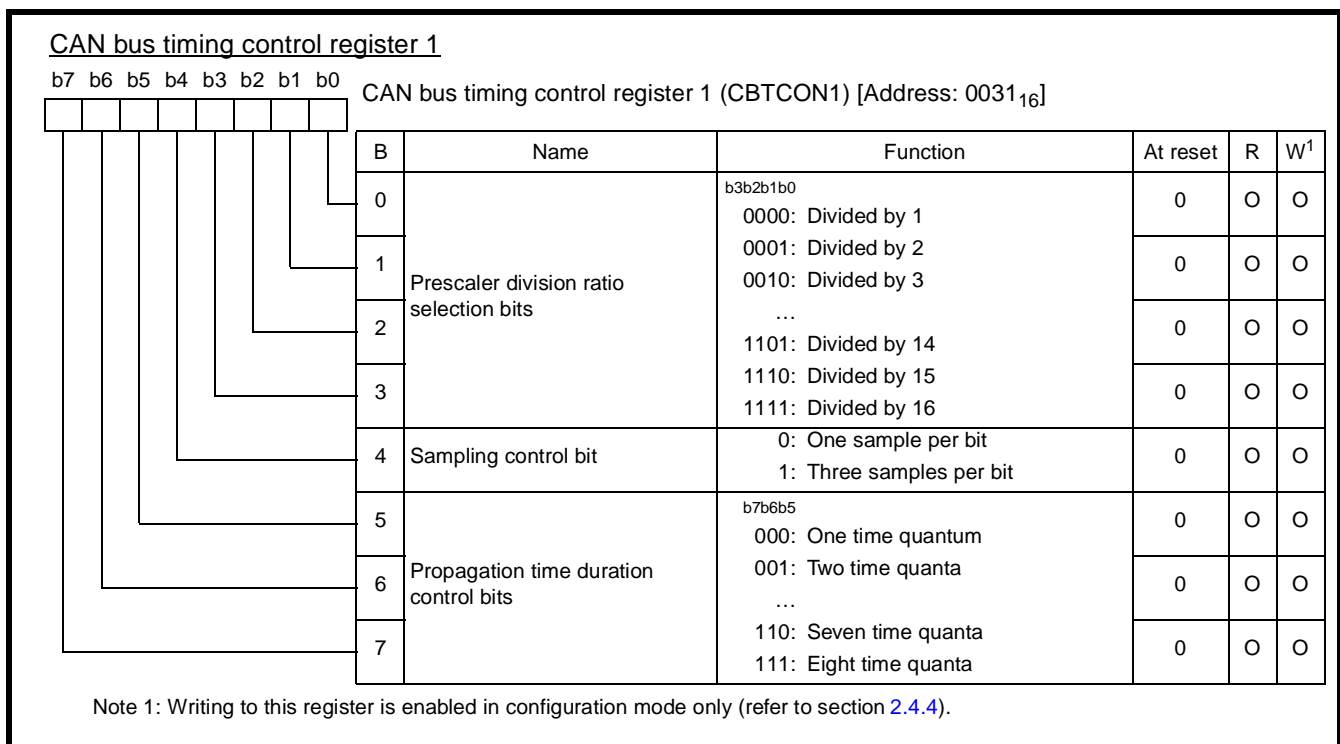 CAN bus timing control register 1
b7 b6 b5 b4 b3 b2 b1 b0
CAN bus timing control register 1 (CBTCON1) [Address: 0031₁₆]
B Name Function At reset R W¹
0 Prescaler division ratio selection bits b3b2b1b0 0 O O
0000: Divided by 1
0001: Divided by 2
1 0 O O
0010: Divided by 3
…
2 0 O O
1101: Divided by 14
1110: Divided by 15
3 0 O O
1111: Divided by 16
4 Sampling control bit 0: One sample per bit 0 O O
1: Three samples per bit
5 Propagation time duration control bits b7b6b5 0 O O
000: One time quantum
001: Two time quanta
6 0 O O
…
110: Seven time quanta
7 0 O O
111: Eight time quanta
Note 1: Writing to this register is enabled in configuration mode only (refer to section 2.4.4).